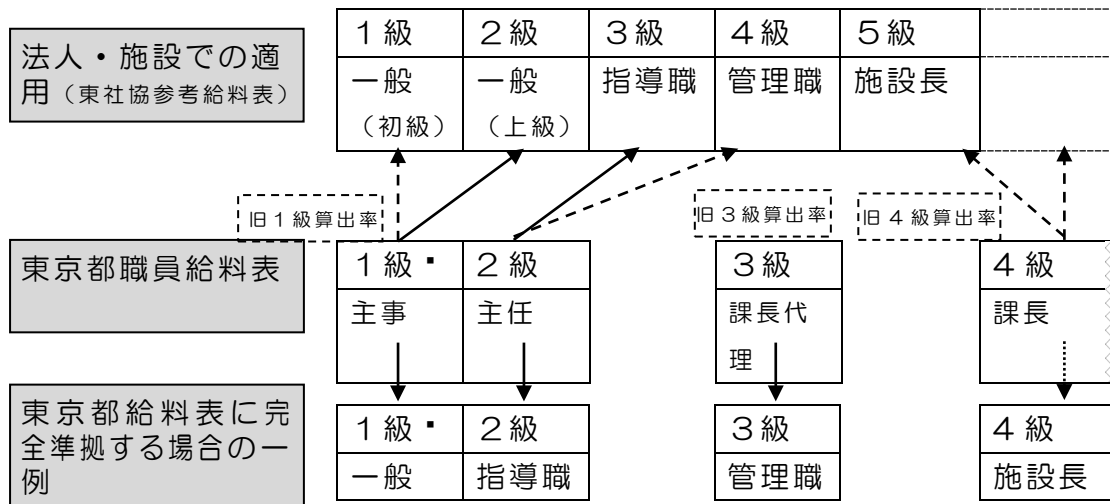 法人・施設での適
用（東社協参考給料表）
１級 ２級 ３級 ４級 ５級
一般 一般 指導職 管理職 施設長
（初級） （上級）
旧１級算出率 旧３級算出率 旧４級算出率
東京都職員給料表
１級 ２級 ３級 ４級
主事 主任 課長代 課長
理
東京都給料表に完
全準拠する場合の一
例
１級 ２級 ３級 ４級
一般 指導職 管理職 施設長